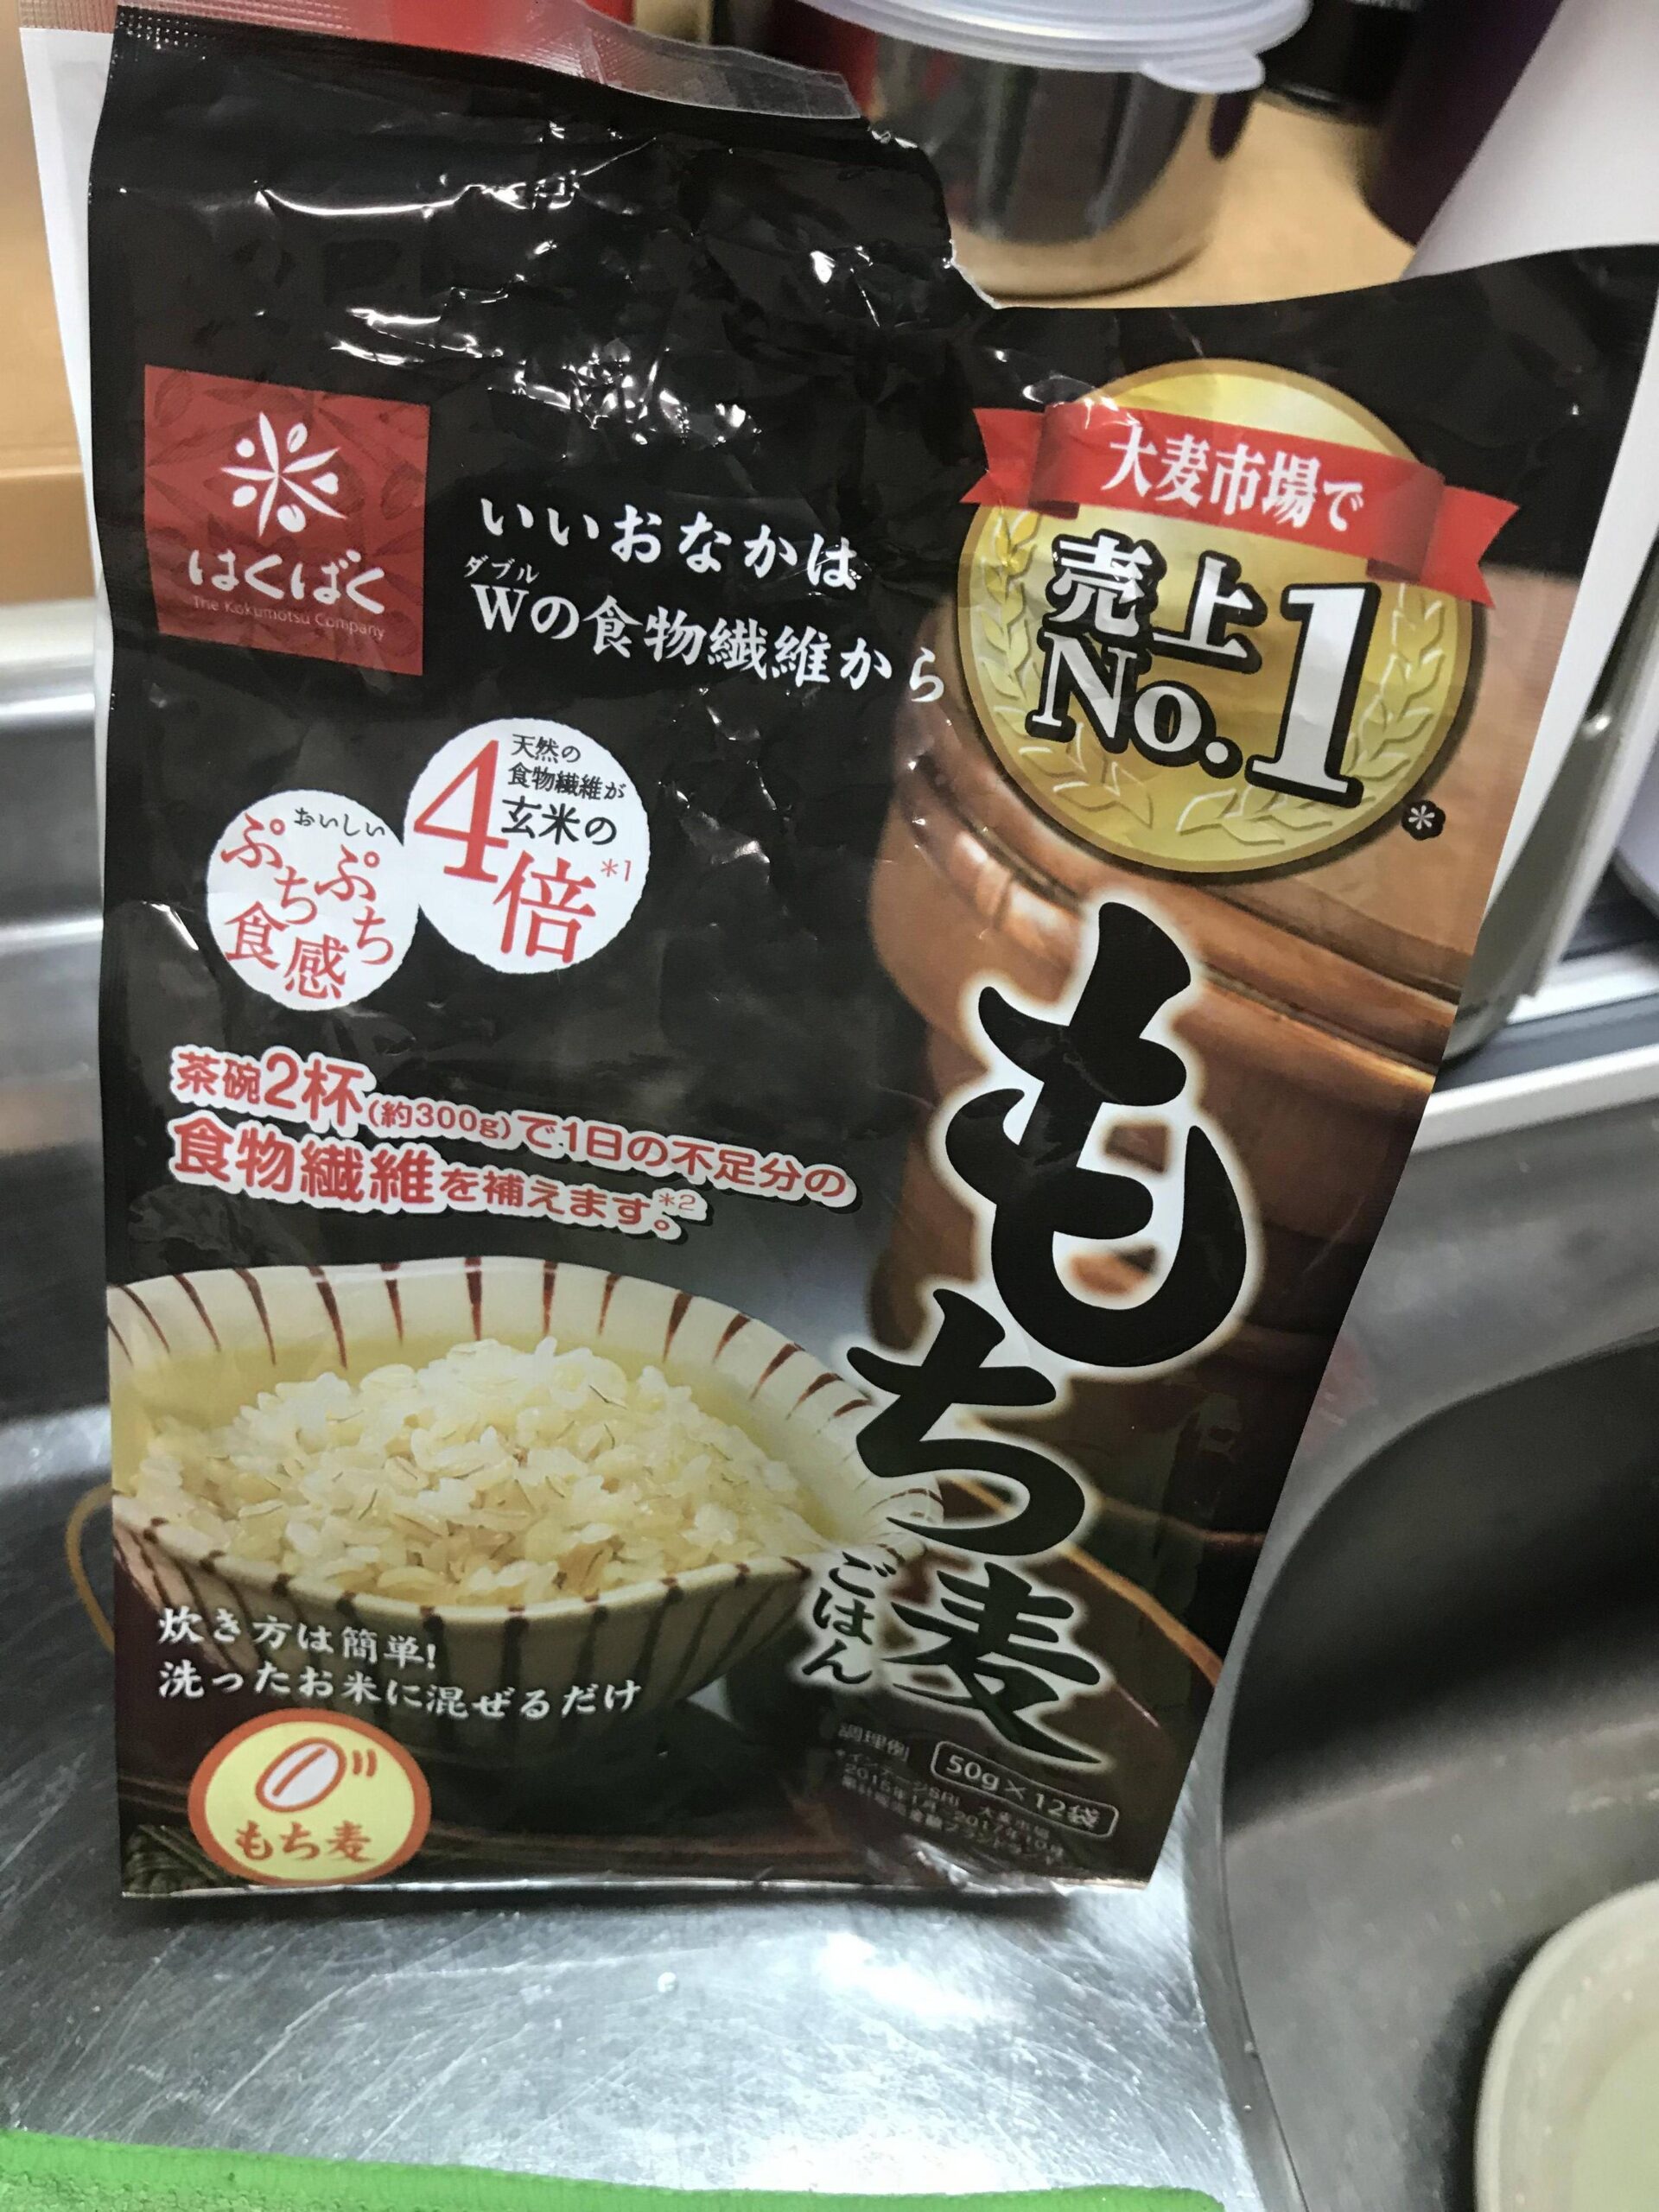 はくばく
The Kokumotsu Company
いいおなかは
ダブル
Wの食物繊維から
大麦市場で
売上
No.1
*
天然の
食物繊維が
玄米の
4倍
*1
おいしい
ぷちぷち
食感
茶碗2杯(約300g)で1日の不足分の
食物繊維を補えます。*2
もち麦
ごはん
炊き方は簡単!
洗ったお米に混ぜるだけ
もち麦
調理例
50g×12袋